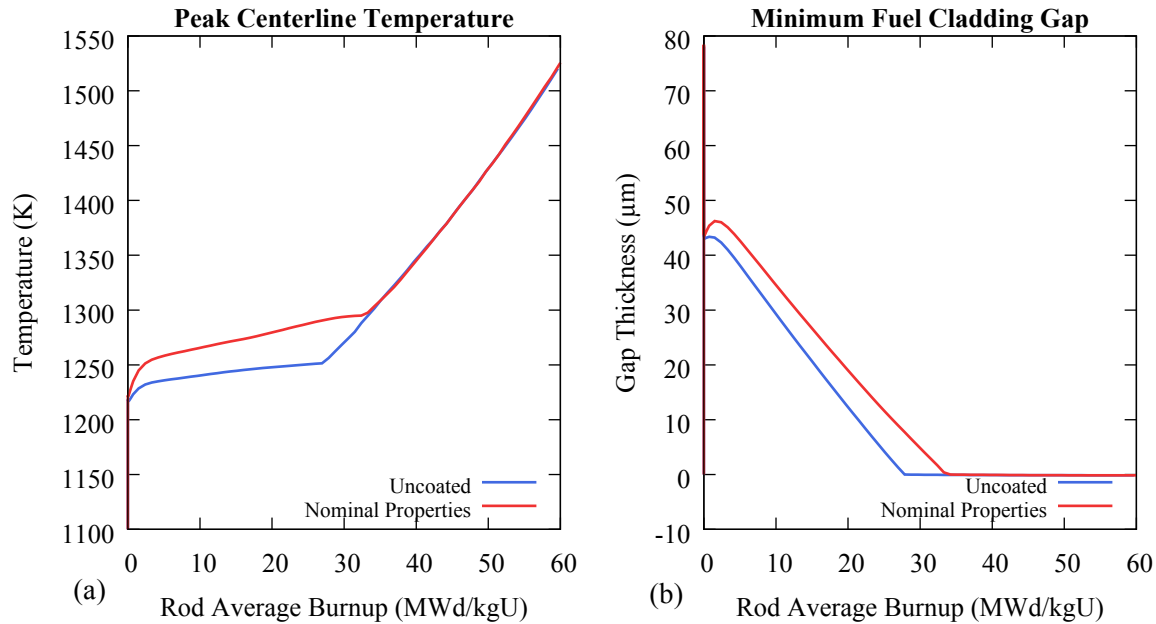 Peak Centerline Temperature
1550
1500
1450
1400
1350
1300
1250
1200
1150
1100
Temperature (K)
Uncoated
Nominal Properties
0 10 20 30 40 50 60
(a)
Rod Average Burnup (MWd/kgU)
Minimum Fuel Cladding Gap
80
70
60
50
40
30
20
10
0
-10
Gap Thickness (μm)
Uncoated
Nominal Properties
0 10 20 30 40 50 60
(b)
Rod Average Burnup (MWd/kgU)